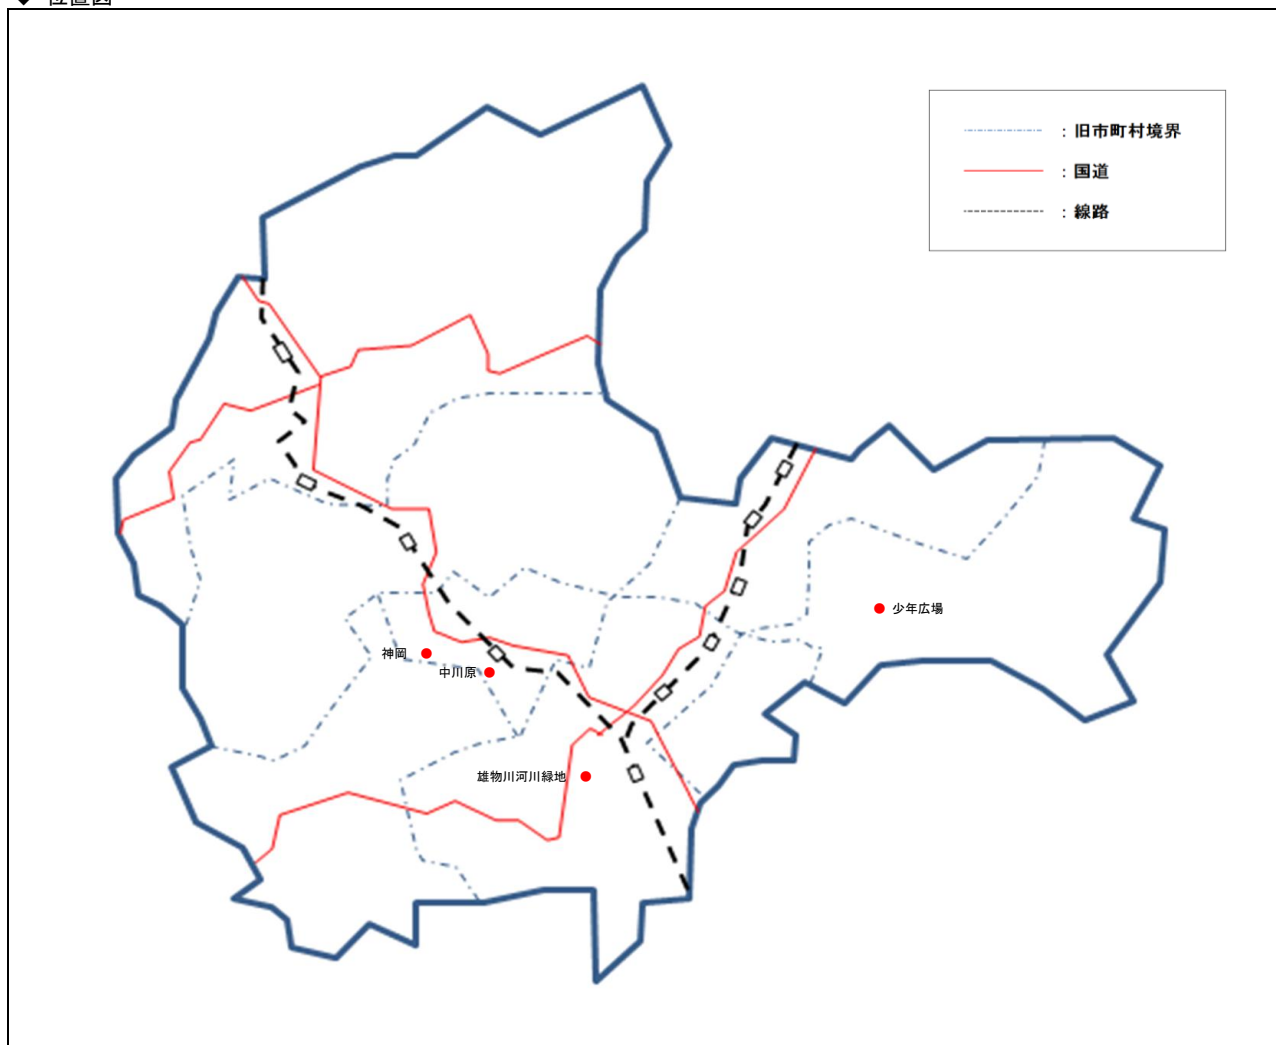 ◆ 位置図
：旧市町村境界
：国道
：線路
少年広場
神岡
中川原
雄物川河川緑地